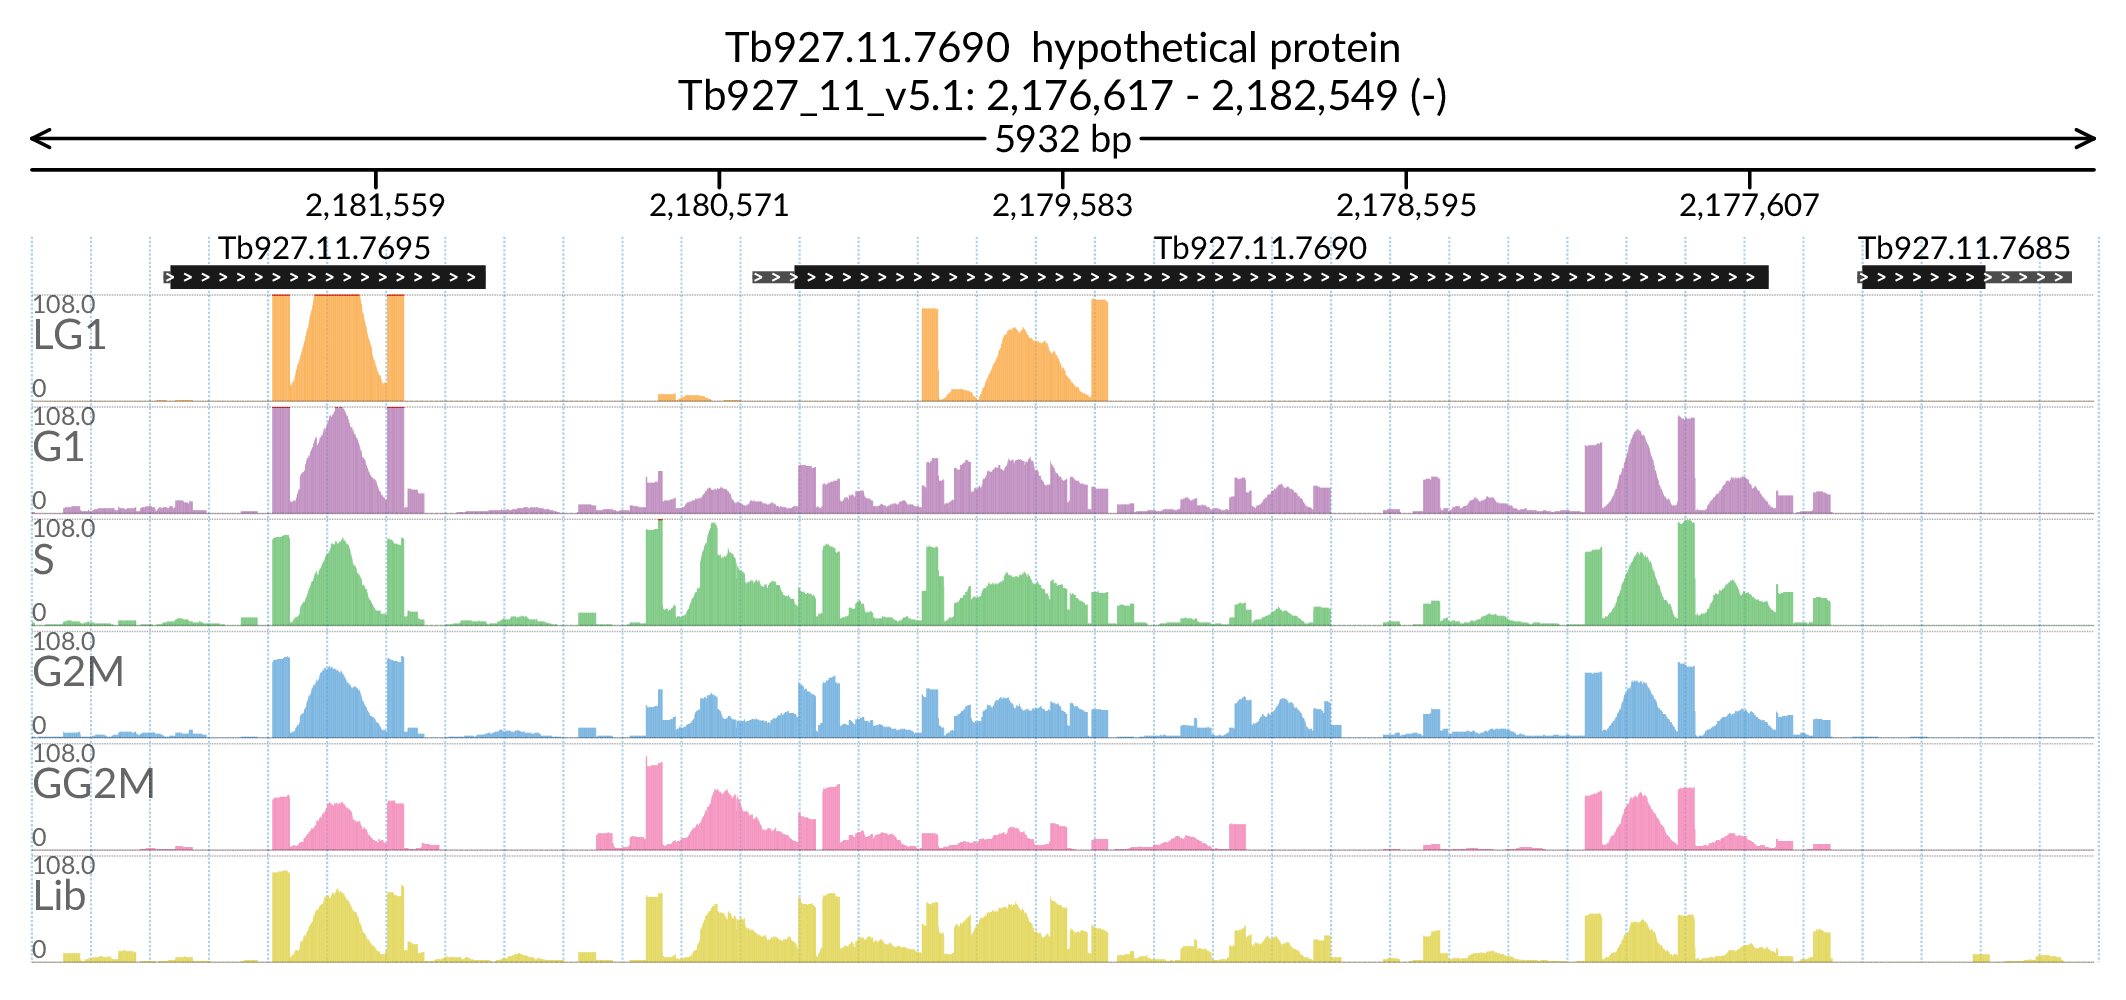 Tb927.11.7690  hypothetical protein
Tb927_11_v5.1: 2,176,617 - 2,182,549 (-)
5932 bp
2,181,559 2,180,571 2,179,583 2,178,595 2,177,607
Tb927.11.7695 Tb927.11.7690 Tb927.11.7685
108.0
LG1
0
108.0
G1
0
108.0
S
0
108.0
G2M
0
108.0
GG2M
0
108.0
Lib
0